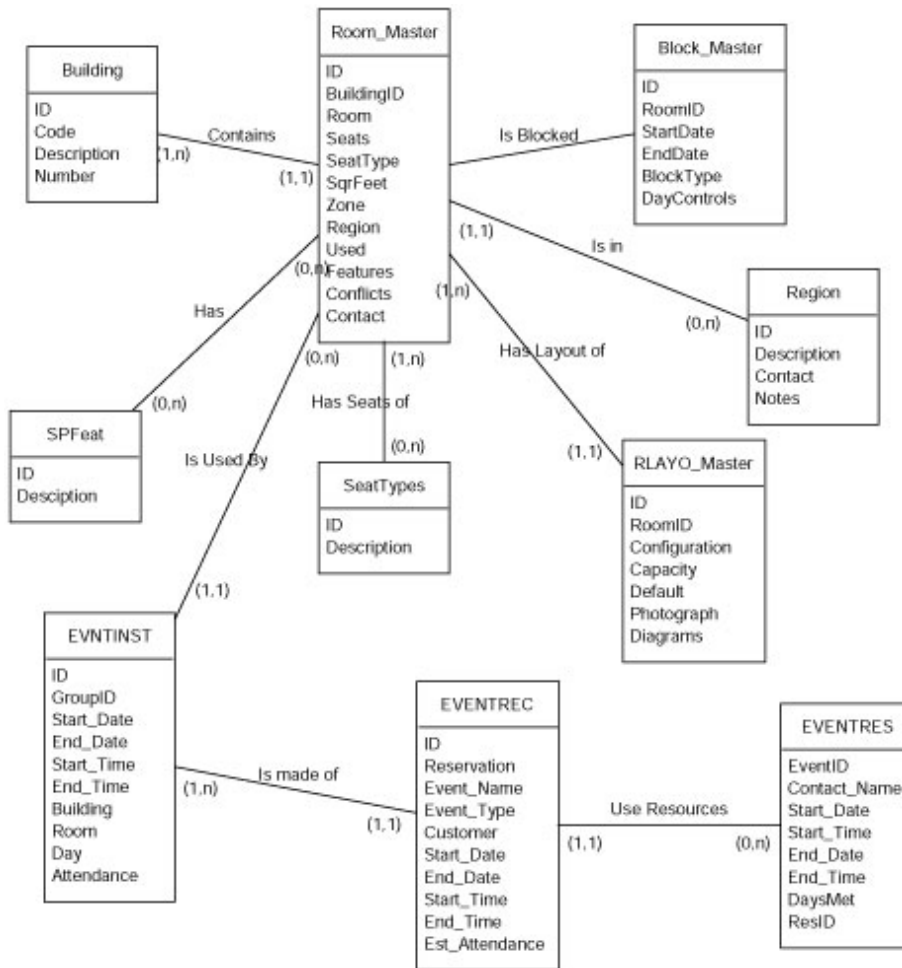 Room_Master
ID
BuildingID
Room
Seats
SeatType
SqrFeet
Zone
Region
Used
Features
Conflicts
Contact
Building
ID
Code
Description
Number
Contains
(1,n)
(1,1)
Block_Master
ID
RoomID
StartDate
EndDate
BlockType
DayControls
Is Blocked
(1,1)
Is in
(0,n)
Region
ID
Description
Contact
Notes
(0,n)
Has
(0,n)
SPFeat
ID
Desciption
(0,n)
Is Used By
(1,1)
(1,n)
Has Seats of
(0,n)
SeatTypes
ID
Description
(1,n)
Has Layout of
(1,1)
RLAYO_Master
ID
RoomID
Configuration
Capacity
Default
Photograph
Diagrams
EVNTINST
ID
GroupID
Start_Date
End_Date
Start_Time
End_Time
Building
Room
Day
Attendance
(1,n)
Is made of
(1,1)
EVENTREC
ID
Reservation
Event_Name
Event_Type
Customer
Start_Date
End_Date
Start_Time
End_Time
Est_Attendance
(1,1)
Use Resources
(0,n)
EVENTRES
EventID
Contact_Name
Start_Date
Start_Time
End_Date
End_Time
DaysMet
ResID